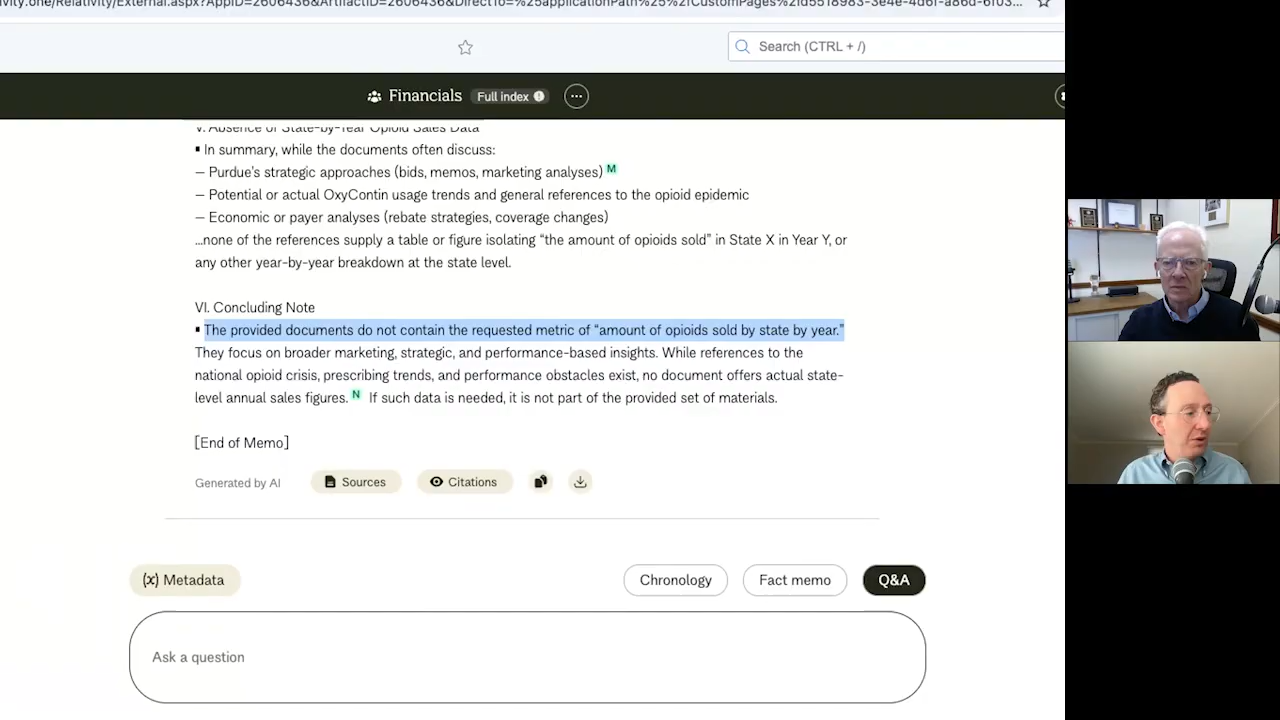 Search (CTRL + /)
Financials
Full index
V. Absence of State-by-Year Opioid Sales Data
▪ In summary, while the documents often discuss:
— Purdue's strategic approaches (bids, memos, marketing analyses) M
— Potential or actual OxyContin usage trends and general references to the opioid epidemic
— Economic or payer analyses (rebate strategies, coverage changes)
...none of the references supply a table or figure isolating “the amount of opioids sold” in State X in Year Y, or
any other year-by-year breakdown at the state level.
VI. Concluding Note
▪ The provided documents do not contain the requested metric of “amount of opioids sold by state by year.”
They focus on broader marketing, strategic, and performance-based insights. While references to the
national opioid crisis, prescribing trends, and performance obstacles exist, no document offers actual state-
level annual sales figures. N If such data is needed, it is not part of the provided set of materials.
[End of Memo]
Generated by AI
Sources
Citations
(x) Metadata
Chronology
Fact memo
Q&A
Ask a question